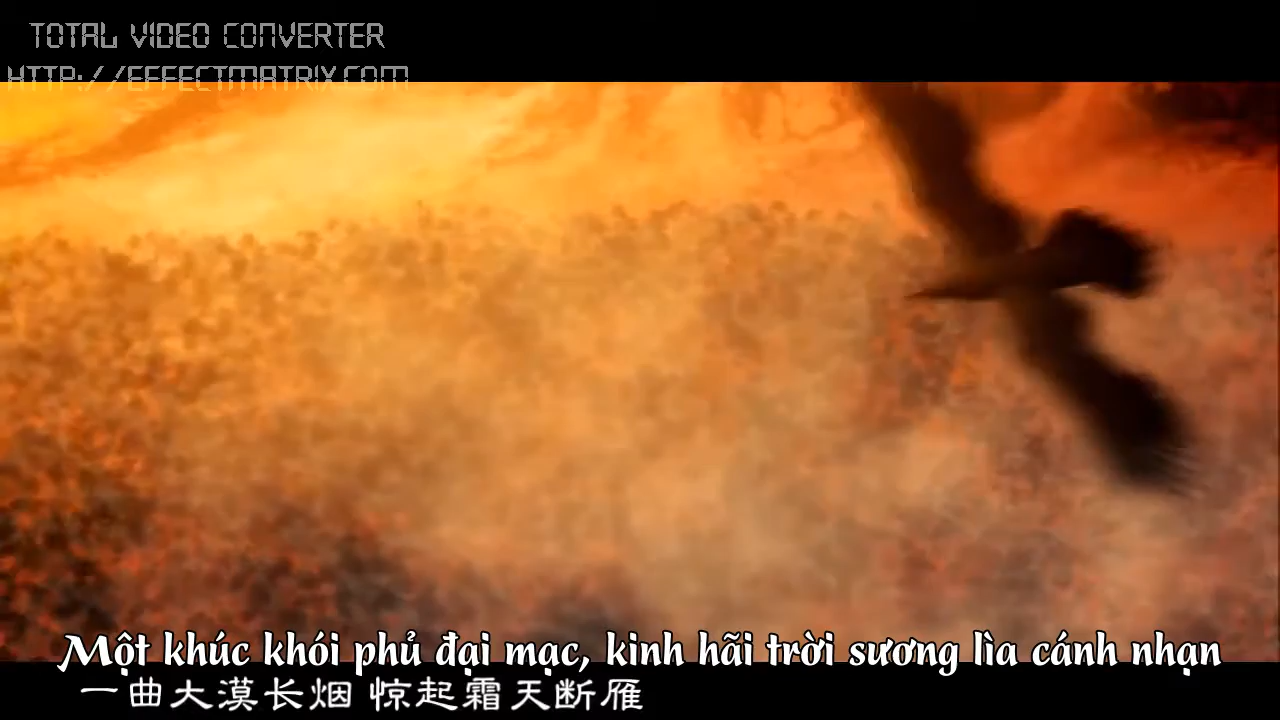 TOTAL VIDEO CONVERTER
HTTP://EFFECTMATRIX.COM
Một khúc khói phủ đại mạc, kinh hãi trời sương lìa cánh nhạn
一曲大漠长烟 惊起霜天断雁